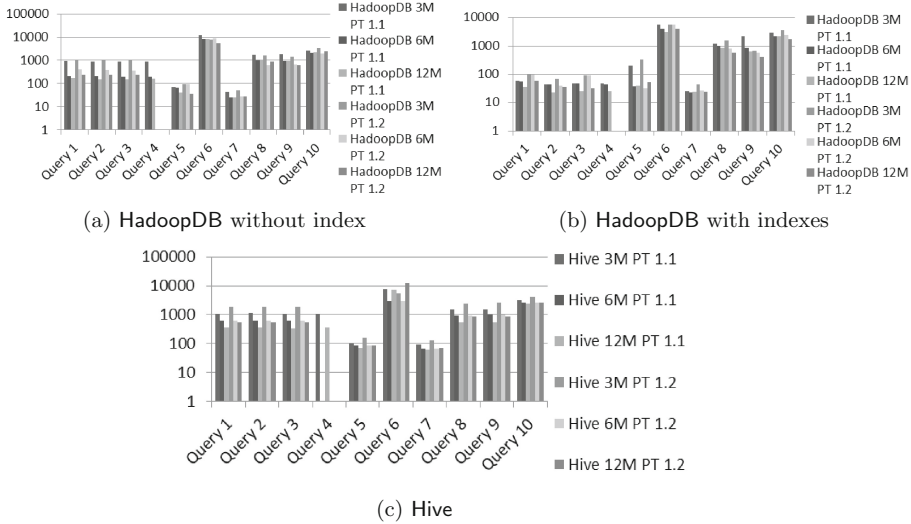 100000
10000
1000
100
10
1
Query 1
Query 2
Query 3
Query 4
Query 5
Query 6
Query 7
Query 8
Query 9
Query 10
HadoopDB 3M
PT 1.1
HadoopDB 6M
PT 1.1
HadoopDB 12M
PT 1.1
HadoopDB 3M
PT 1.2
HadoopDB 6M
PT 1.2
HadoopDB 12M
PT 1.2
(a) HadoopDB without index
10000
1000
100
10
1
Query 1
Query 2
Query 3
Query 4
Query 5
Query 6
Query 7
Query 8
Query 9
Query 10
HadoopDB 3M
PT 1.1
HadoopDB 6M
PT 1.1
HadoopDB 12M
PT 1.1
HadoopDB 3M
PT 1.2
HadoopDB 6M
PT 1.2
HadoopDB 12M
PT 1.2
(b) HadoopDB with indexes
100000
10000
1000
100
10
1
Query 1
Query 2
Query 3
Query 4
Query 5
Query 6
Query 7
Query 8
Query 9
Query 10
Hive 3M PT 1.1
Hive 6M PT 1.1
Hive 12M PT 1.1
Hive 3M PT 1.2
Hive 6M PT 1.2
Hive 12M PT 1.2
(c) Hive